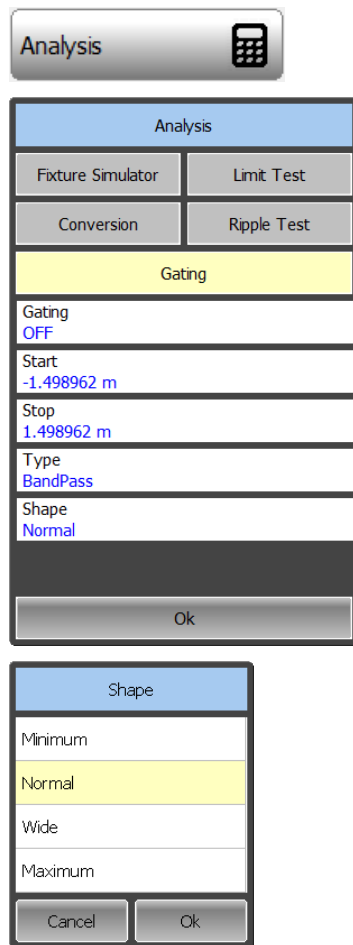 Analysis
Analysis
Fixture Simulator Limit Test
Conversion Ripple Test
Gating
Gating
OFF
Start
-1.498962 m
Stop
1.498962 m
Type
BandPass
Shape
Normal
Ok
Shape
Minimum
Normal
Wide
Maximum
Cancel Ok